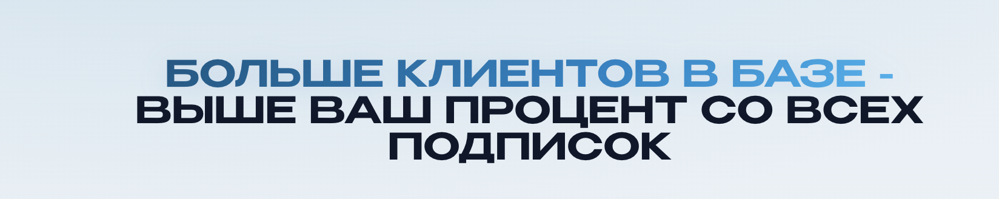 БОЛЬШЕ КЛИЕНТОВ В БАЗЕ -
ВЫШЕ ВАШ ПРОЦЕНТ СО ВСЕХ
ПОДПИСОК